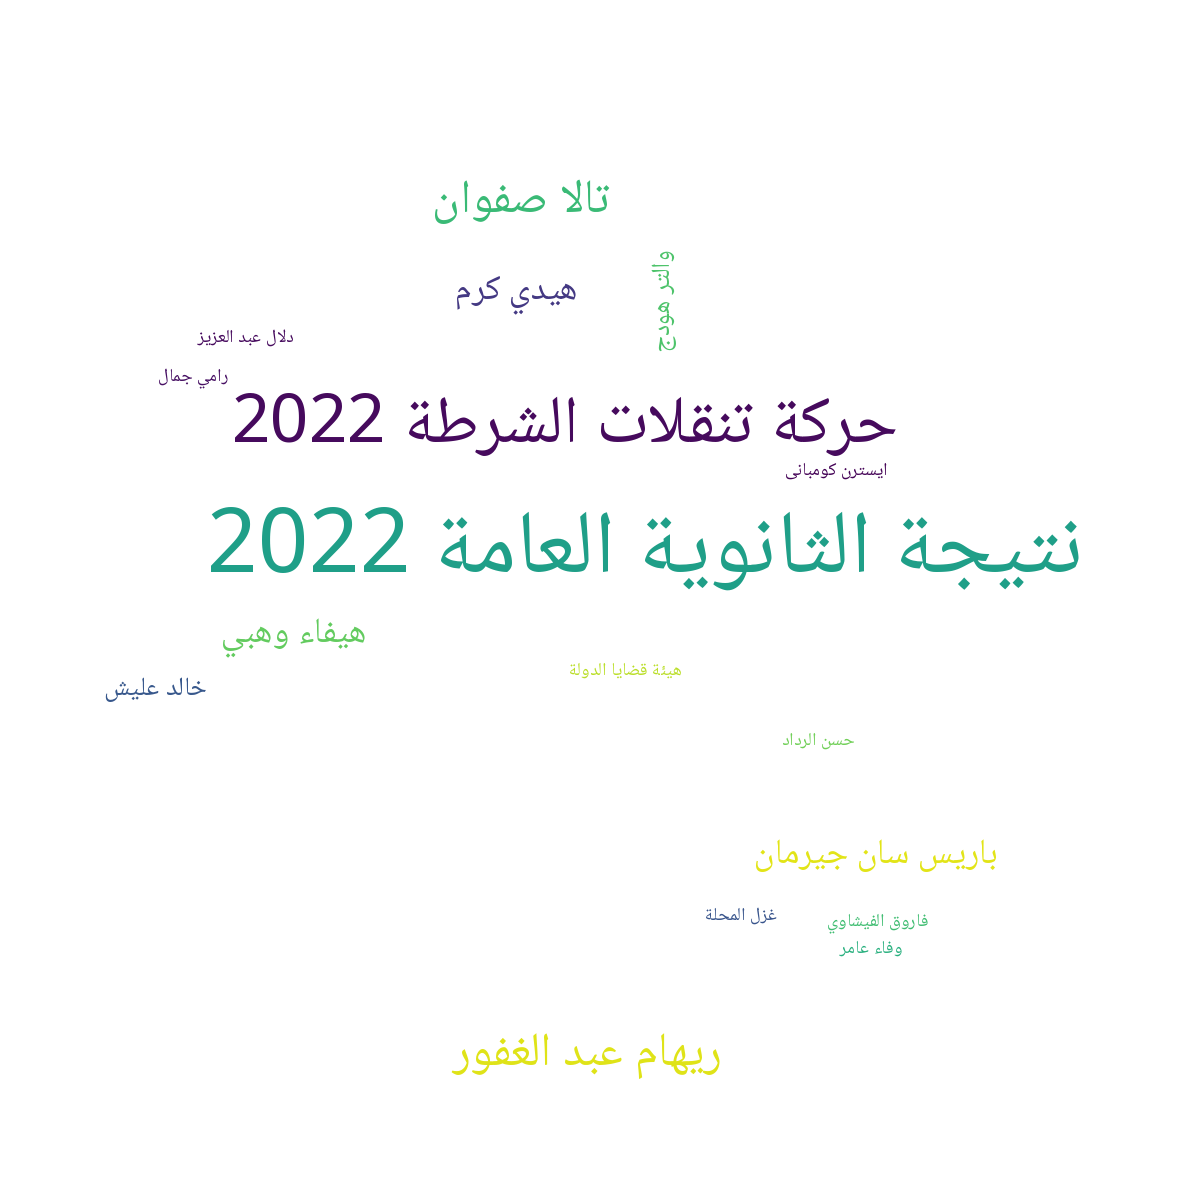 تالا صفوان
والتر هودج
هيدي كرم
دلال عبد العزيز
رامي جمال
حركة تنقلات الشرطة 2022
ايسترن كومبانى
نتيجة الثانوية العامة 2022
هيفاء وهبي
هيئة قضايا الدولة
خالد عليش
حسن الرداد
باريس سان جيرمان
غزل المحلة
فاروق الفيشاوي
وفاء عامر
ريهام عبد الغفور